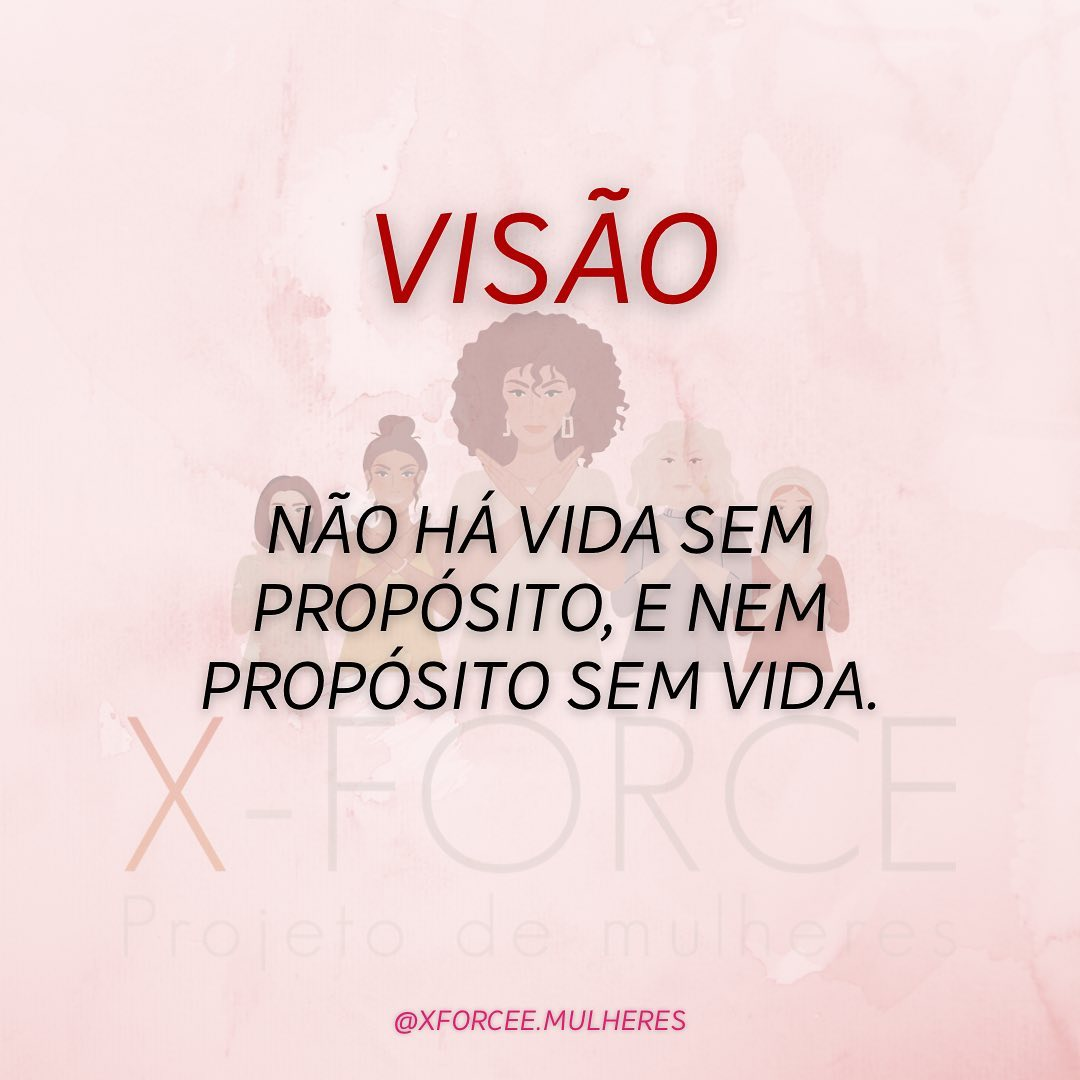 VISÃO
NÃO HÁ VIDA SEM
PROPÓSITO, E NEM
PROPÓSITO SEM VIDA.
X-FORCE
Projeto de mulheres
@XFORCEE.MULHERES